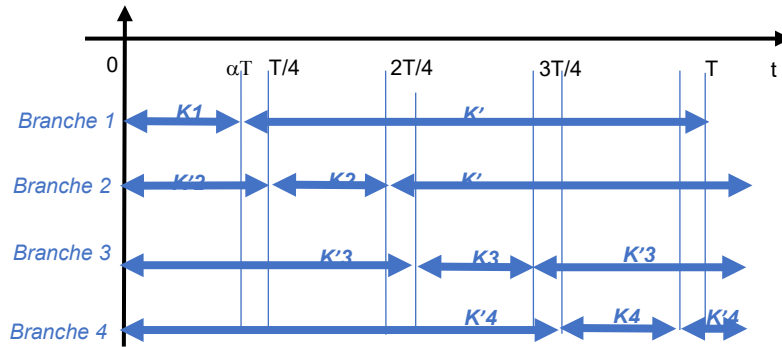 0 αT T/4 2T/4 3T/4 T t
Branche 1 K1 K'
Branche 2 K'2 K2 K'
Branche 3 K'3 K3 K'3
Branche 4 K'4 K4 K'4